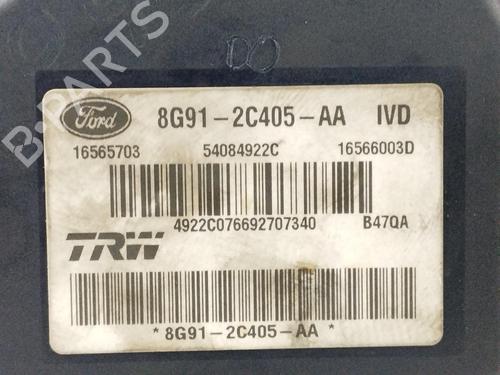 B-PARTS
DO
Ford
8G91-2C405-AA IVD
16565703 54084922C 16566003D
4922C076692707340 B47QA
TRW
*8G91-2C405-AA*